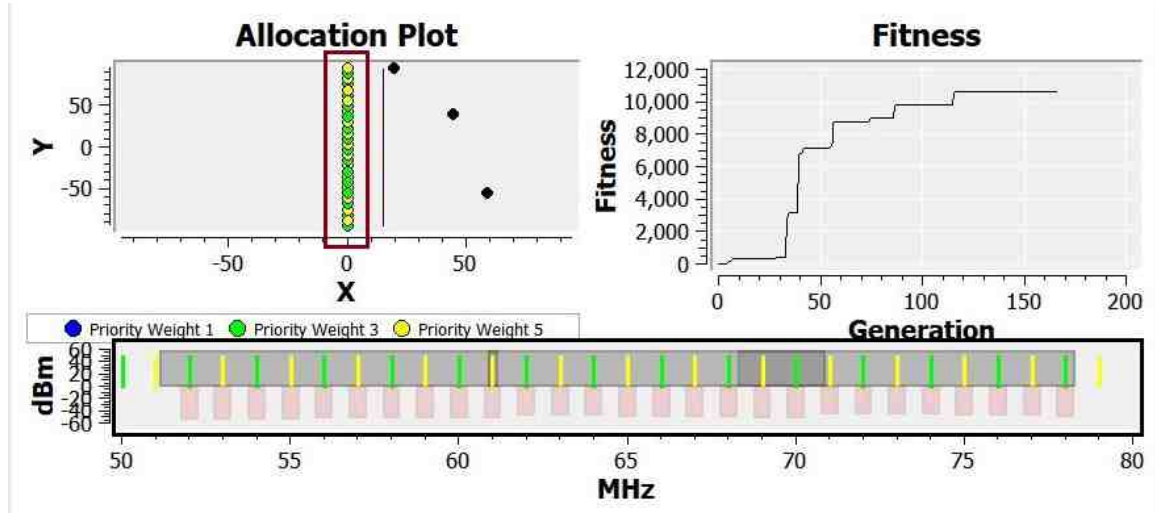 Allocation Plot
Y
50
0
-50
-50 0 50
X
Fitness
Fitness
12,000
10,000
8,000
6,000
4,000
2,000
0
0 50 100 150 200
Generation
Priority Weight 1 Priority Weight 3 Priority Weight 5
dBm
60
40
20
0
-20
-40
-60
50 55 60 65 70 75 80
MHz